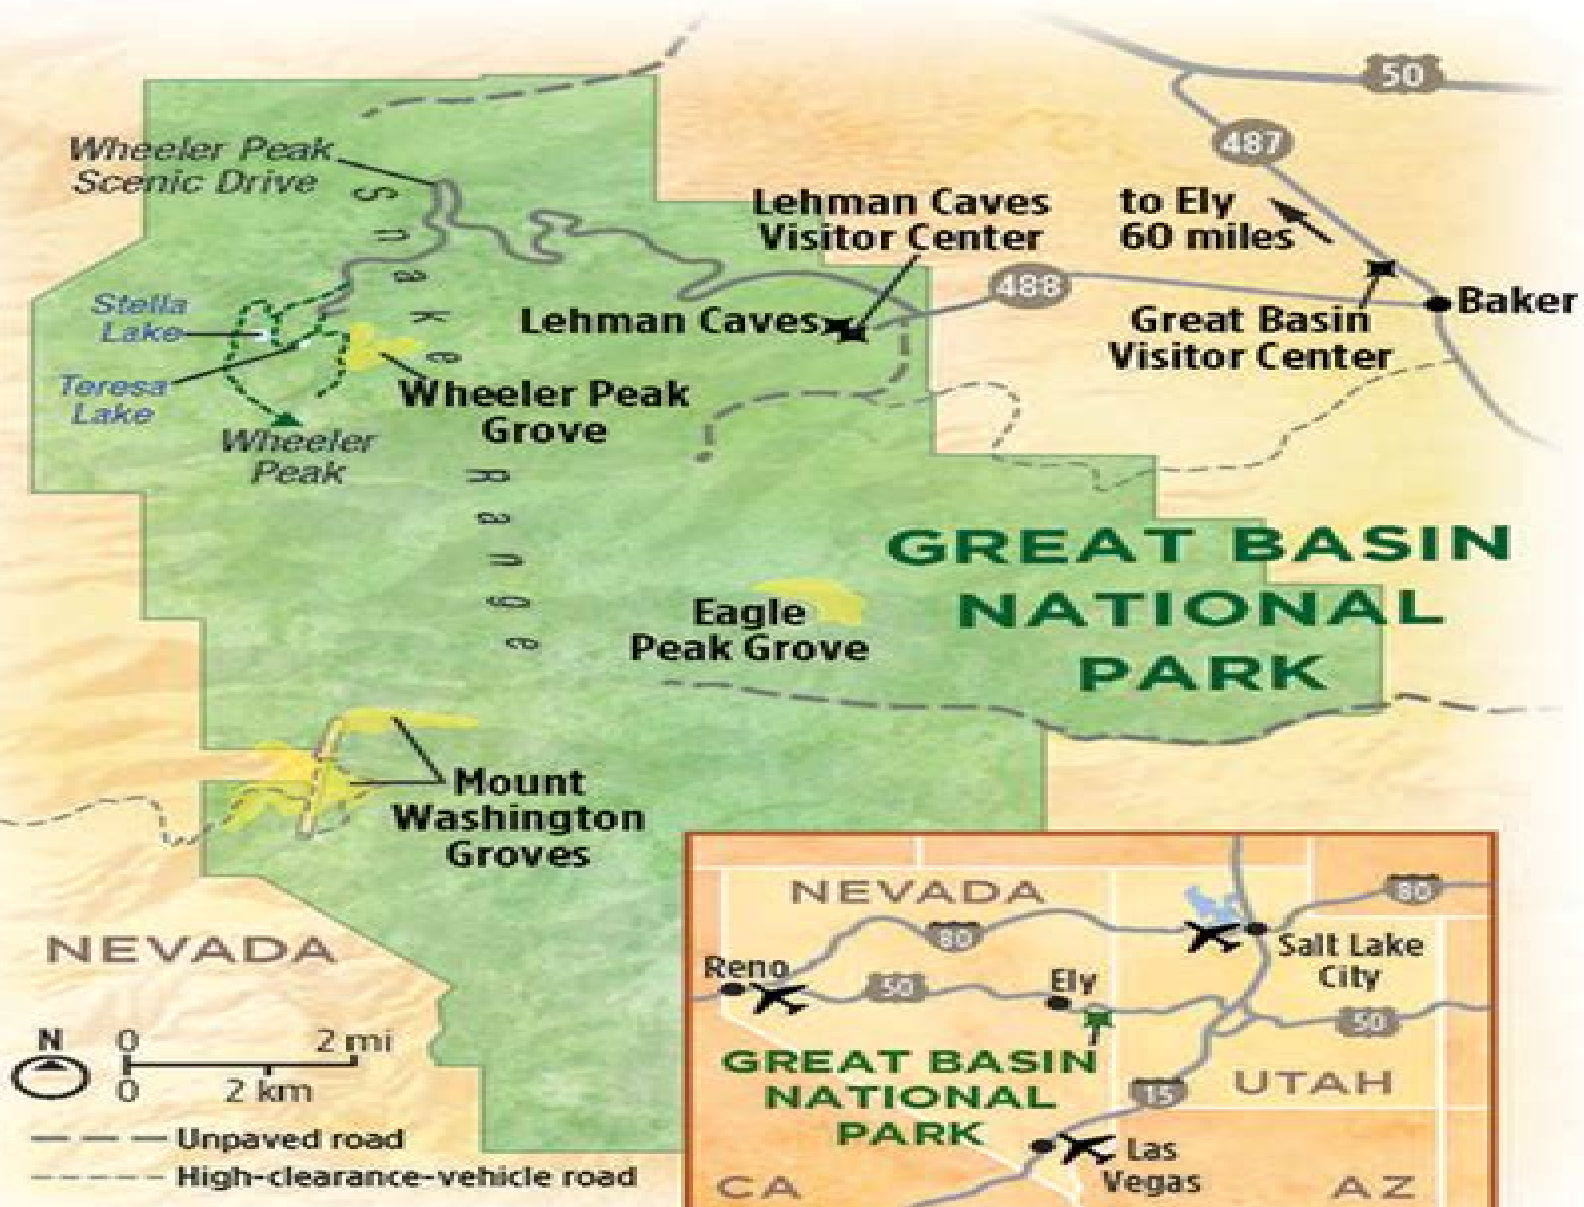 50
487
Wheeler Peak
Scenic Drive
Lehman Caves
Visitor Center
to Ely
60 miles
Snake Range
488
Baker
Stella
Lake
Lehman Caves
Great Basin
Visitor Center
Teresa
Lake
Wheeler Peak
Grove
Wheeler
Peak
GREAT BASIN
NATIONAL
PARK
Eagle
Peak Grove
Mount
Washington
Groves
NEVADA
N
0
2 mi
0
2 km
Unpaved road
High-clearance-vehicle road
NEVADA
80
80
Salt Lake
City
Reno
50
Ely
50
GREAT BASIN
NATIONAL
PARK
UTAH
15
Las
Vegas
CA
AZ